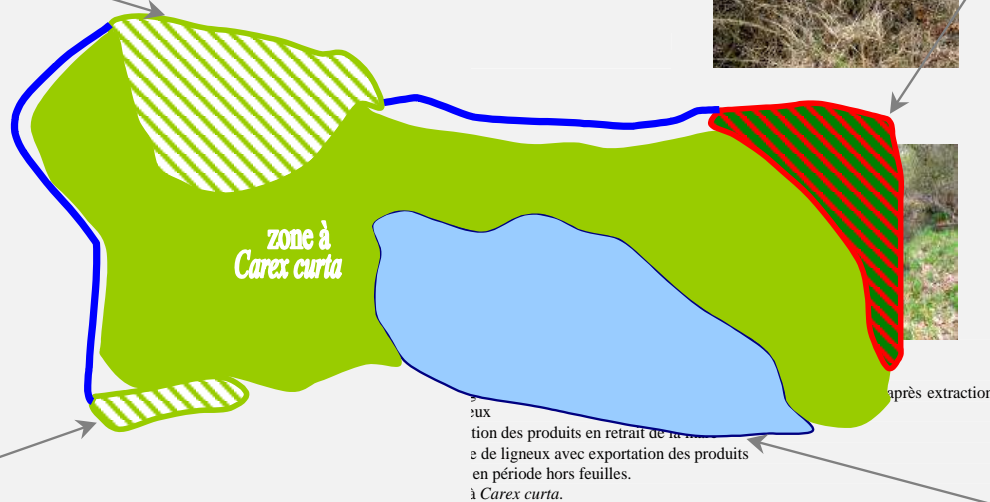 zone à
Carex curta
après extraction
eux
tion des produits en retrait de la mare
e de ligneux avec exportation des produits
en période hors feuilles.
à Carex curta.